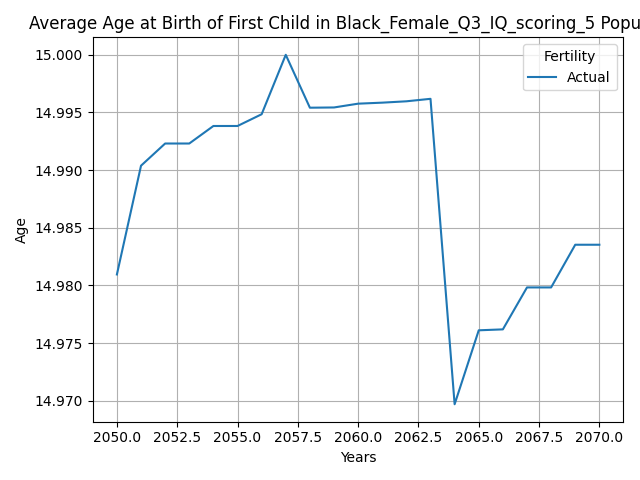 Average Age at Birth of First Child in Black_Female_Q3_IQ_scoring_5 Popu
15.000
14.995
14.990
14.985
14.980
14.975
14.970
Age
Fertility
Actual
2050.0 2052.5 2055.0 2057.5 2060.0 2062.5 2065.0 2067.5 2070.0
Years